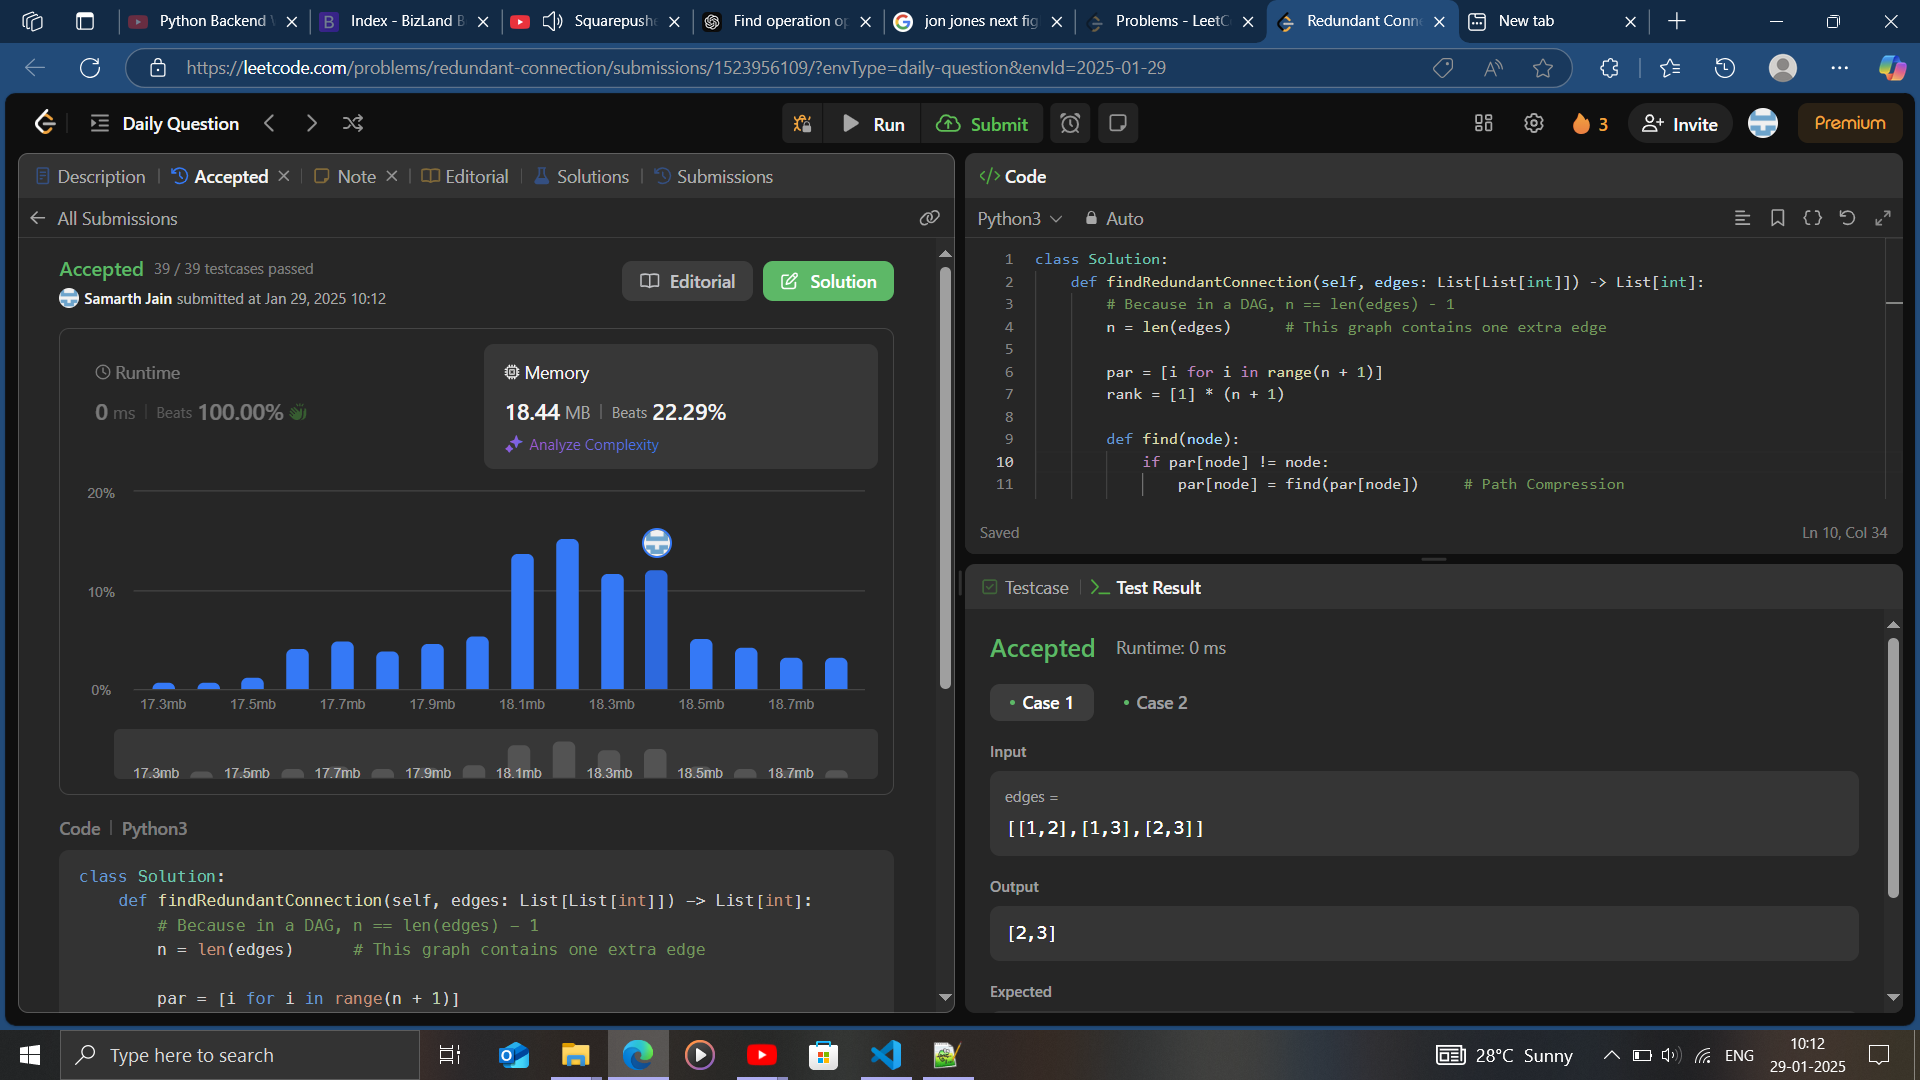 Python Backend
Index - BizLand B
Squarepushe
Find operation op
jon jones next fig
Problems - LeetC
Redundant Conne
New tab
https://leetcode.com/problems/redundant-connection/submissions/1523956109/?envType=daily-question&envId=2025-01-29
Daily Question
Run
Submit
3
Invite
Premium
Description
Accepted
Note
Editorial
Solutions
Submissions
All Submissions
Accepted 39 / 39 testcases passed
Samarth Jain submitted at Jan 29, 2025 10:12
Editorial
Solution
Runtime
0 ms | Beats 100.00%
Memory
18.44 MB | Beats 22.29%
Analyze Complexity
20%
10%
0%
17.3mb 17.5mb 17.7mb 17.9mb 18.1mb 18.3mb 18.5mb 18.7mb
17.3mb 17.5mb 17.7mb 17.9mb 18.1mb 18.3mb 18.5mb 18.7mb
Code | Python3
class Solution:
def findRedundantConnection(self, edges: List[List[int]]) -> List[int]:
# Because in a DAG, n == len(edges) - 1
n = len(edges) # This graph contains one extra edge
par = [i for i in range(n + 1)]
</> Code
Python3
Auto
1 class Solution:
2 def findRedundantConnection(self, edges: List[List[int]]) -> List[int]:
3 # Because in a DAG, n == len(edges) - 1
4 n = len(edges) # This graph contains one extra edge
5
6 par = [i for i in range(n + 1)]
7 rank = [1] * (n + 1)
8
9 def find(node):
10 if par[node] != node:
11 par[node] = find(par[node]) # Path Compression
Saved
Ln 10, Col 34
Testcase
Test Result
Accepted Runtime: 0 ms
Case 1
Case 2
Input
edges =
[[1,2],[1,3],[2,3]]
Output
[2,3]
Expected
Type here to search
28°C Sunny
ENG
10:12
29-01-2025